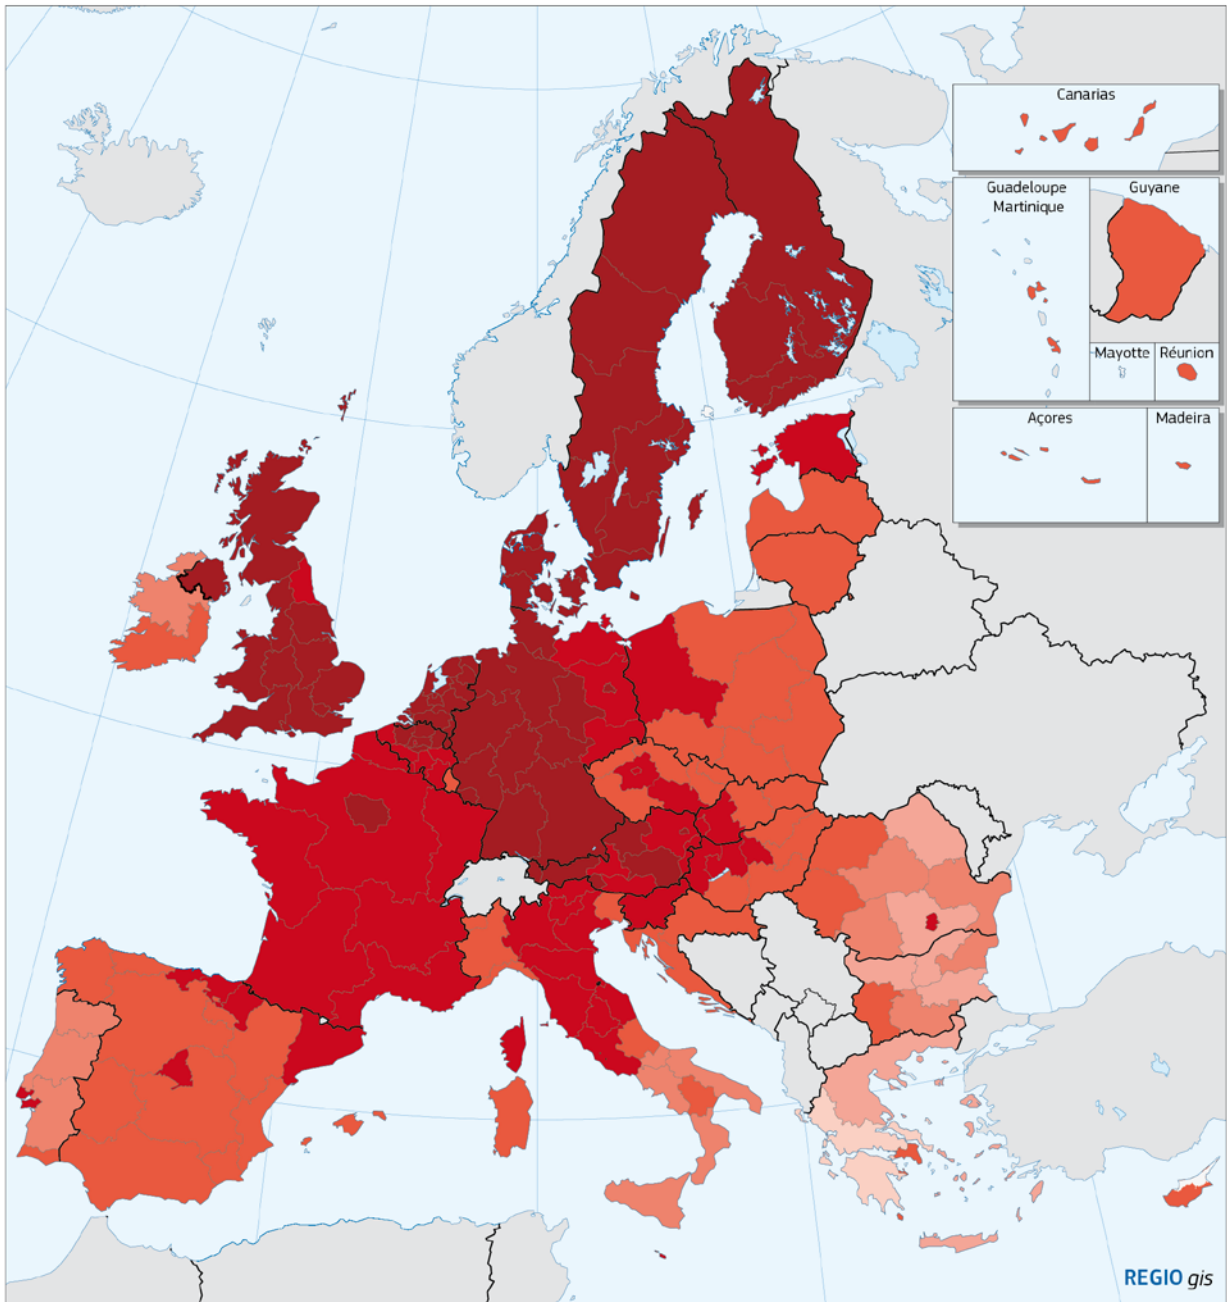 Canarias
Guadeloupe
Martinique
Guyane
Mayotte
Réunion
Açores
Madeira
REGIO gis